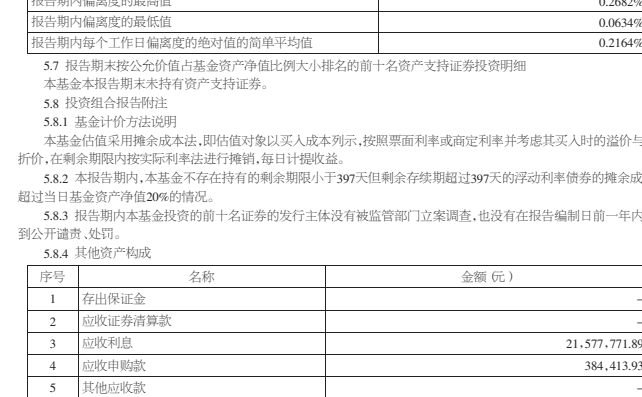 报告期内偏离度的最高值 0.2682%
报告期内偏离度的最低值 0.0634%
报告期内每个工作日偏离度的绝对值的简单平均值 0.2164%
5.7 报告期末按公允价值占基金资产净值比例大小排名的前十名资产支持证券投资明细
本基金本报告期末未持有资产支持证券。
5.8 投资组合报告附注
5.8.1 基金计价方法说明
本基金估值采用摊余成本法,即估值对象以买入成本列示,按照票面利率或商定利率并考虑其买入时的溢价与
折价,在剩余期限内按实际利率法进行摊销,每日计提收益。
5.8.2 本报告期内,本基金不存在持有的剩余期限小于397天但剩余存续期超过397天的浮动利率债券的摊余成
超过当日基金资产净值20%的情况。
5.8.3 报告期内本基金投资的前十名证券的发行主体没有被监管部门立案调查,也没有在报告编制日前一年内
到公开谴责、处罚。
5.8.4 其他资产构成
序号 名称 金额(元)
1 存出保证金 –
2 应收证券清算款 –
3 应收利息 21,577,771.89
4 应收申购款 384,413.93
5 其他应收款 –